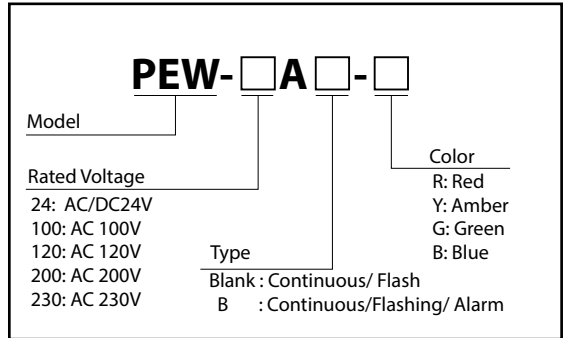 PEW-□A□-□
Model
Rated Voltage
24: AC/DC24V
100: AC 100V
120: AC 120V
200: AC 200V
230: AC 230V
Type
Blank : Continuous/ Flash
B : Continuous/Flashing/ Alarm
Color
R: Red
Y: Amber
G: Green
B: Blue